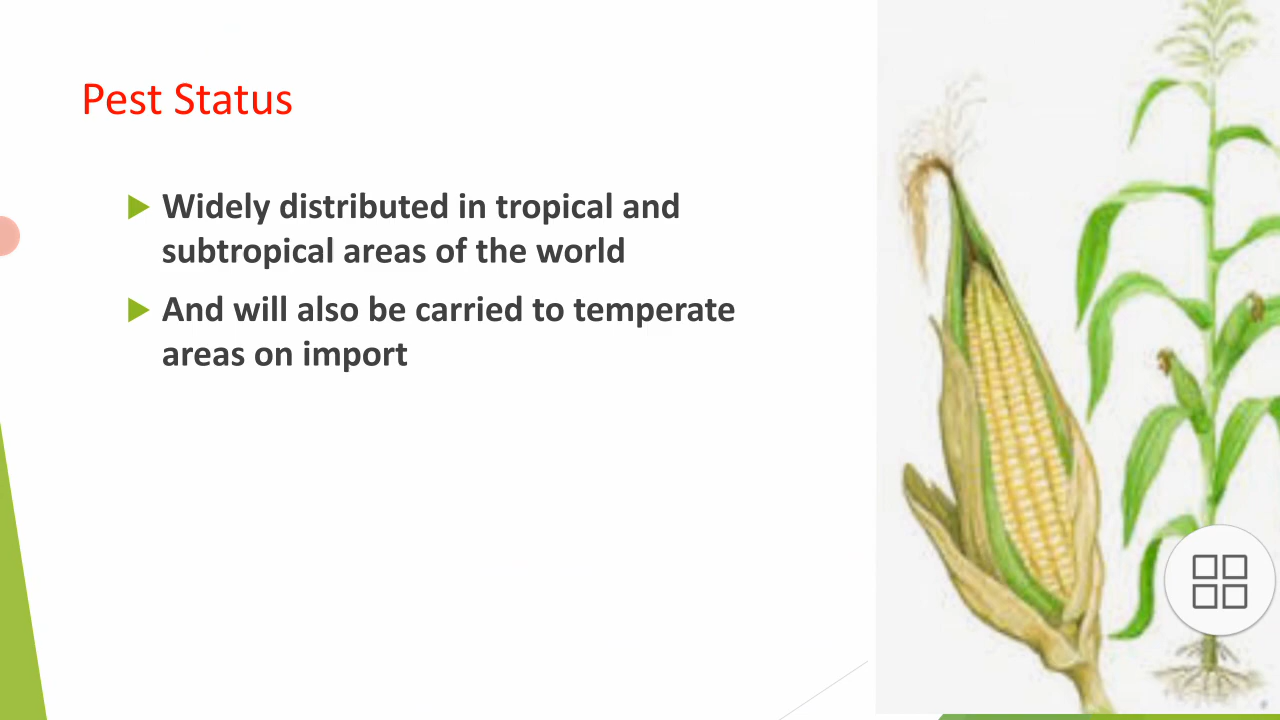 Pest Status
Widely distributed in tropical and
subtropical areas of the world
And will also be carried to temperate
areas on import